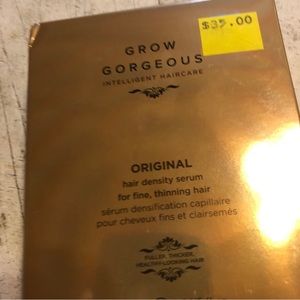 $35.00
GROW
GORGEOUS
INTELLIGENT HAIRCARE
ORIGINAL
hair density serum
for fine, thinning hair
sérum densification capillaire
pour cheveux fins et clairsemés
FULLER, THICKER,
HEALTHY-LOOKING HAIR